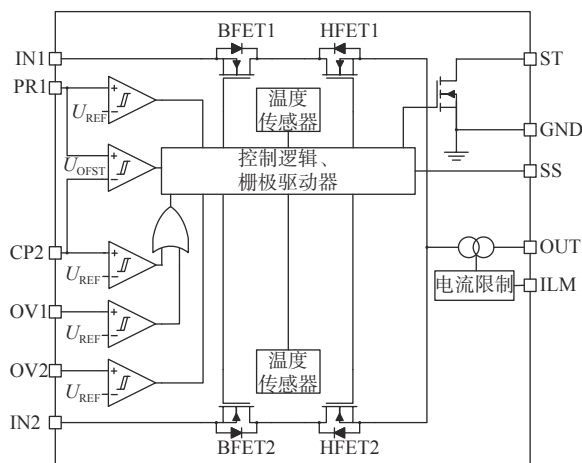 BFET1 HFET1
IN1
PR1
ST
GND
SS
OUT
ILM
+
−
U_REF
温度
传感器
+
−
U_OFST
控制逻辑、
栅极驱动器
CP2
+
−
U_REF
电流限制
OV1
+
−
U_REF
OV2
+
−
U_REF
温度
传感器
IN2
BFET2 HFET2